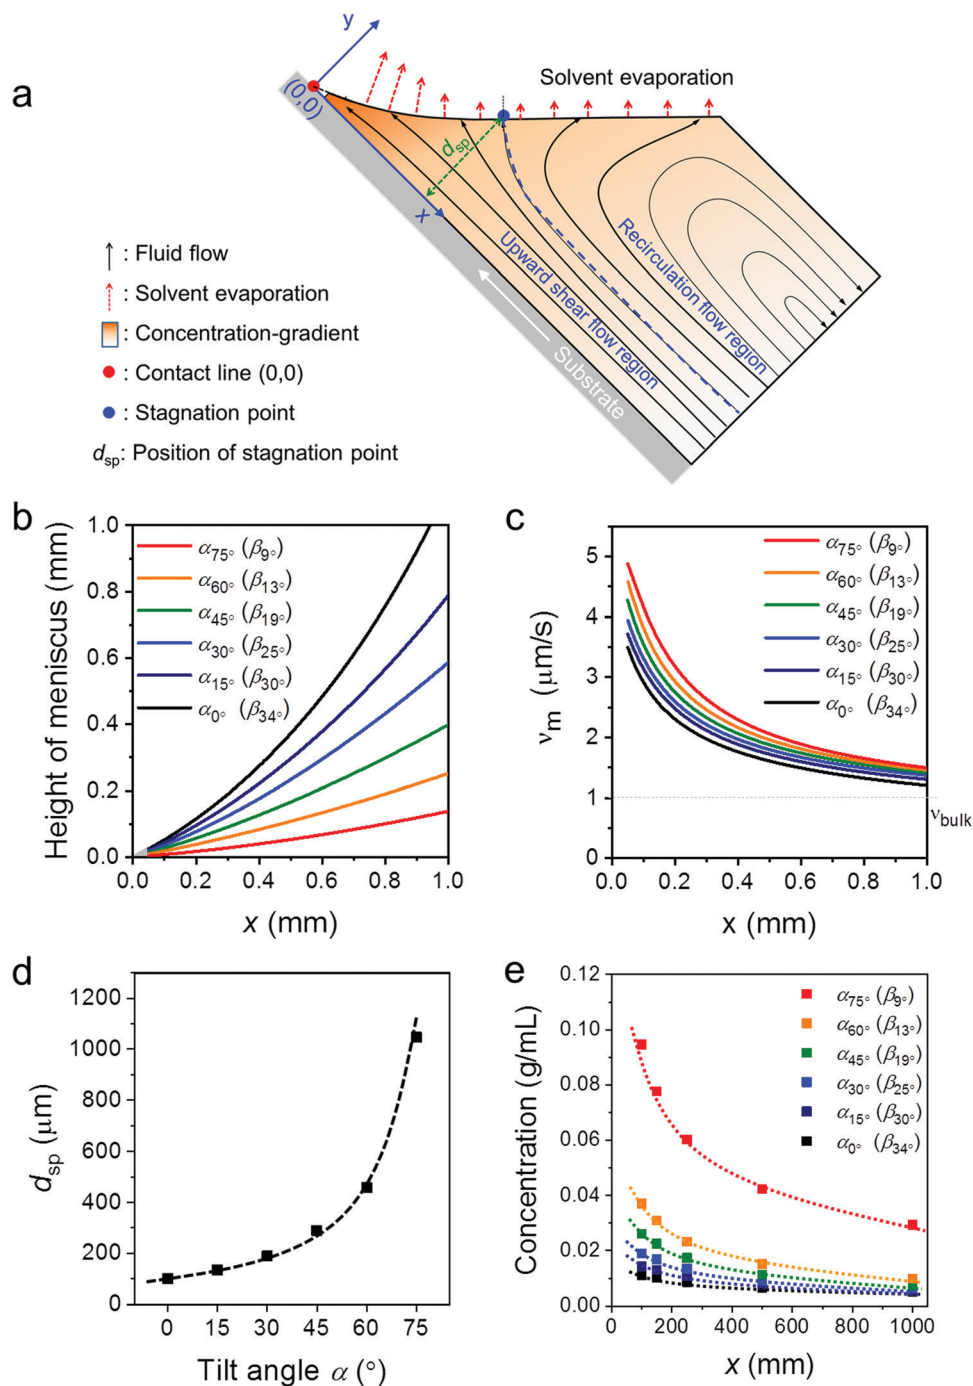 a
y
(0,0)
Solvent evaporation
d_sp
x
Upward shear flow region
Recirculation flow region
Substrate
: Fluid flow
: Solvent evaporation
: Concentration-gradient
: Contact line (0,0)
: Stagnation point
d_sp: Position of stagnation point
b
Height of meniscus (mm)
1.0
0.8
0.6
0.4
0.2
0.0
α75° (β9°)
α60° (β13°)
α45° (β19°)
α30° (β25°)
α15° (β30°)
α0° (β34°)
0.0 0.2 0.4 0.6 0.8 1.0
x (mm)
c
νm (μm/s)
5
4
3
2
1
0
α75° (β9°)
α60° (β13°)
α45° (β19°)
α30° (β25°)
α15° (β30°)
α0° (β34°)
νbulk
0.0 0.2 0.4 0.6 0.8 1.0
x (mm)
d
d_sp (μm)
1200
1000
800
600
400
200
0
0 15 30 45 60 75
Tilt angle α (°)
e
Concentration (g/mL)
0.12
0.10
0.08
0.06
0.04
0.02
0.00
α75° (β9°)
α60° (β13°)
α45° (β19°)
α30° (β25°)
α15° (β30°)
α0° (β34°)
0 200 400 600 800 1000
x (mm)